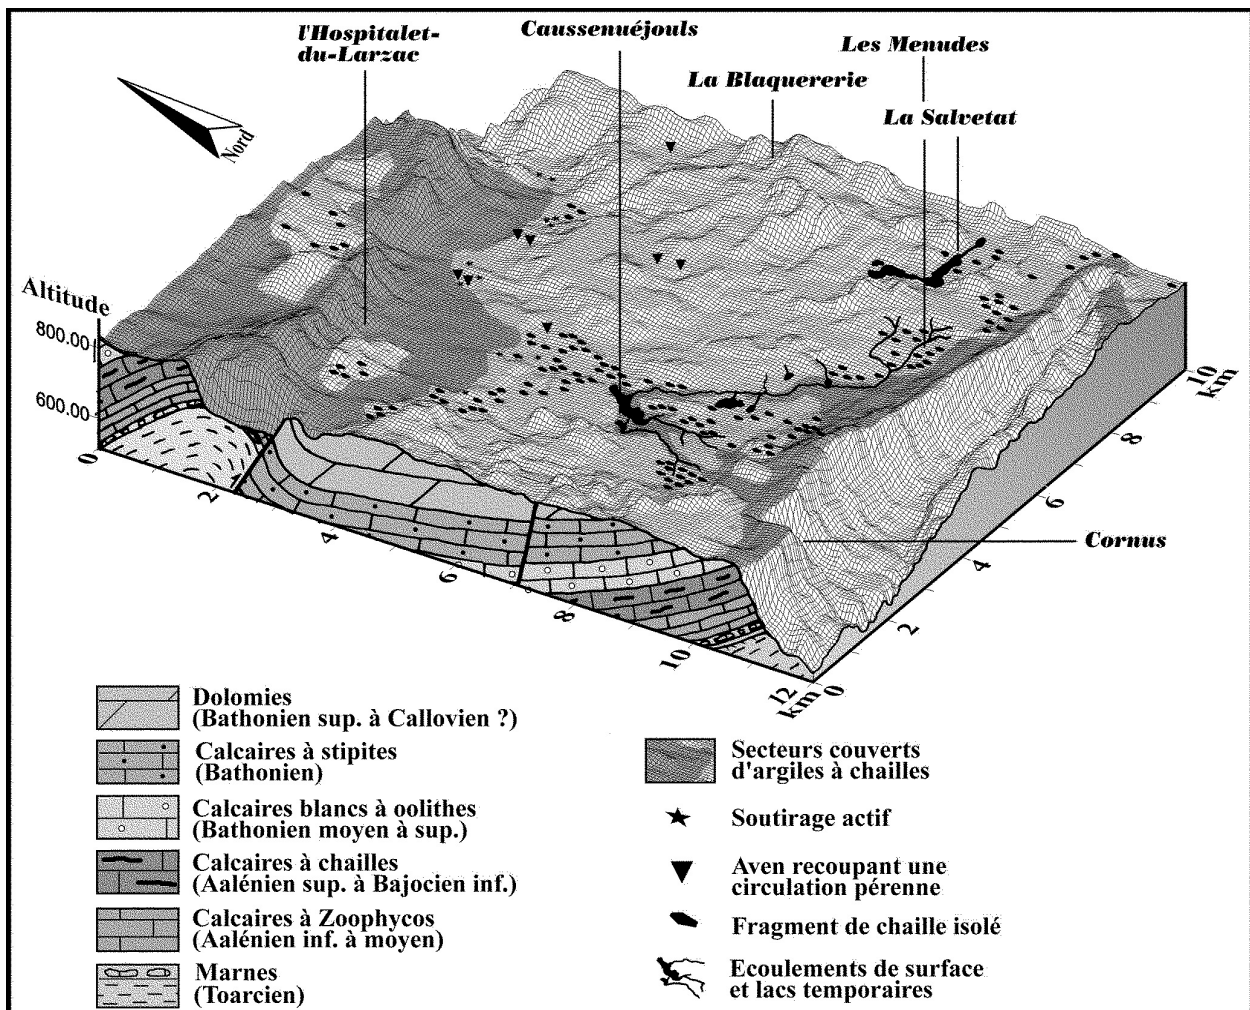 l'Hospitalet-
du-Larzac
Caussenuéjouls
Les Menudes
La Blaquererie
La Salvetat
Nord
Altitude
800.00
600.00
0
2
4
6
8
10
12
km
0
2
4
6
8
10
km
Cornus
Dolomies
(Bathonien sup. à Callovien ?)
Calcaires à stipites
(Bathonien)
Calcaires blancs à oolithes
(Bathonien moyen à sup.)
Calcaires à chailles
(Aalénien sup. à Bajocien inf.)
Calcaires à Zoophycos
(Aalénien inf. à moyen)
Marnes
(Toarcien)
Secteurs couverts
d'argiles à chailles
Soutirage actif
Aven recoupant une
circulation pérenne
Fragment de chaille isolé
Ecoulements de surface
et lacs temporaires